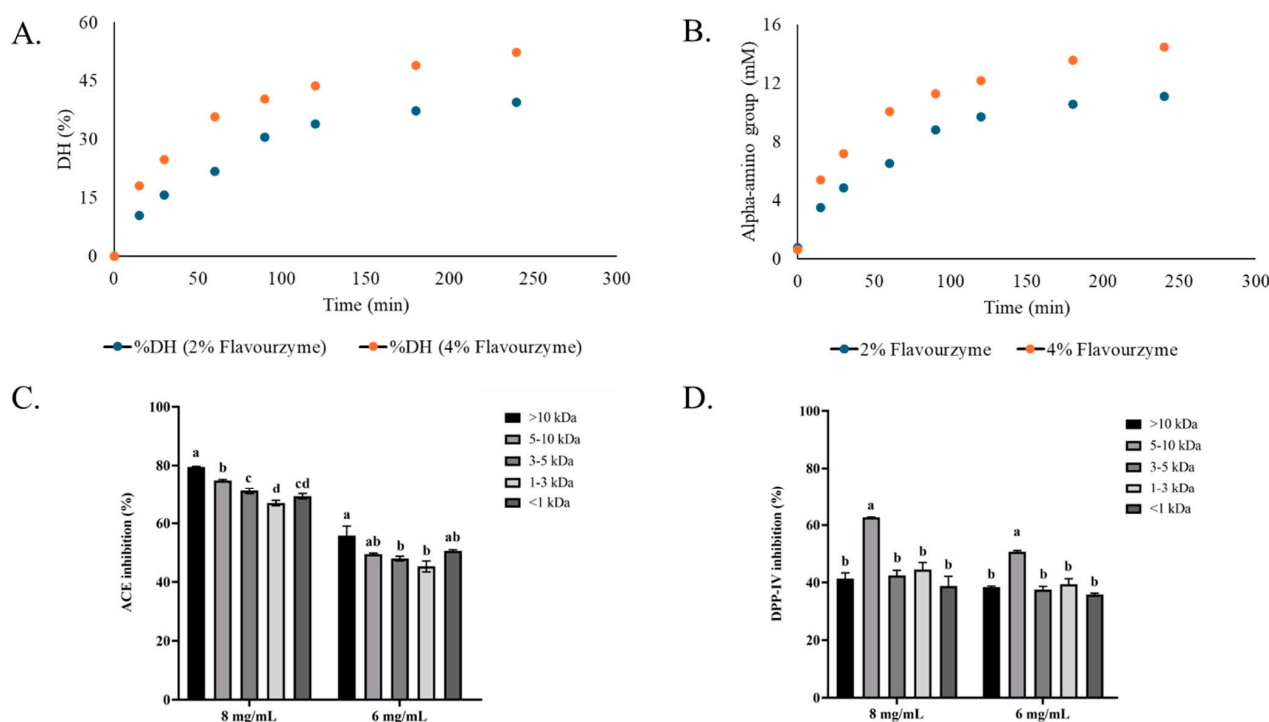 A.
60
45
30
15
0
DH (%)
0 50 100 150 200 250 300
Time (min)
%DH (2% Flavourzyme) %DH (4% Flavourzyme)
B.
16
12
8
4
0
Alpha-amino group (mM)
0 50 100 150 200 250 300
Time (min)
2% Flavourzyme 4% Flavourzyme
C.
100
80
60
40
20
0
ACE inhibition (%)
a b c d cd
a ab b b ab
8 mg/mL 6 mg/mL
>10 kDa
5-10 kDa
3-5 kDa
1-3 kDa
<1 kDa
D.
100
80
60
40
20
0
DPP-IV inhibition (%)
b a b b b
b a b b b
8 mg/mL 6 mg/mL
>10 kDa
5-10 kDa
3-5 kDa
1-3 kDa
<1 kDa